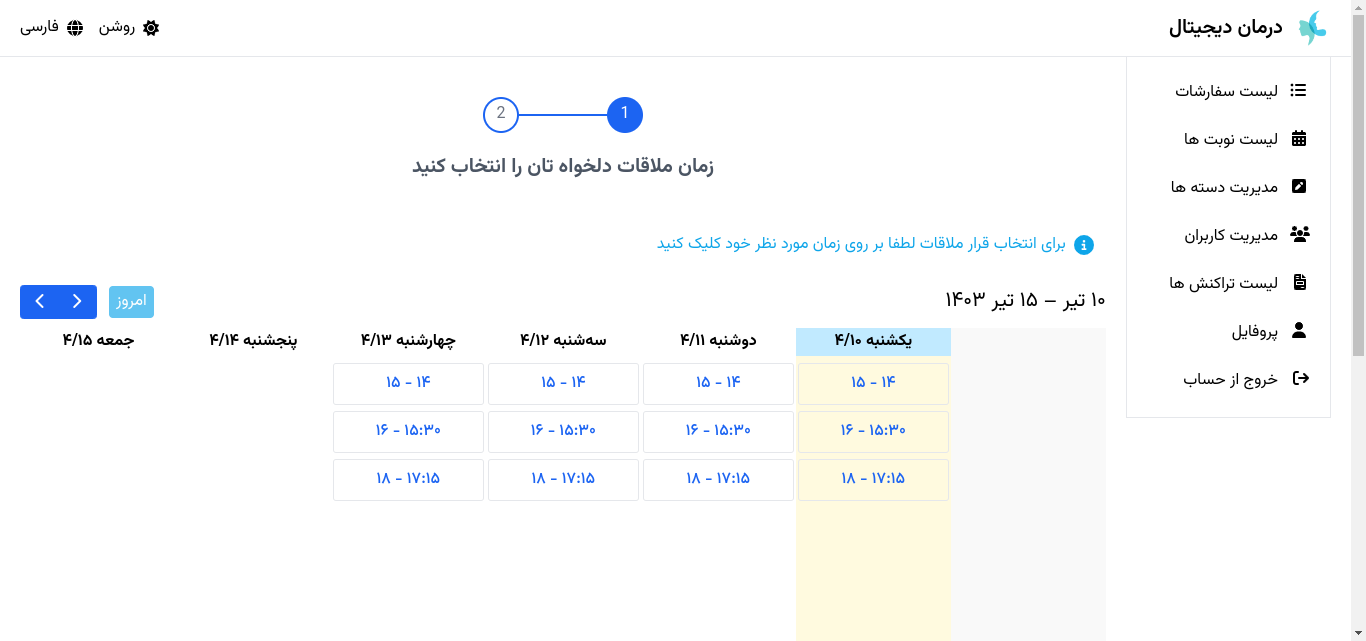 درمان دیجیتال
روشن
فارسی
لیست سفارشات
لیست نوبت ها
مدیریت دسته ها
مدیریت کاربران
لیست تراکنش ها
پروفایل
خروج از حساب
1
2
زمان ملاقات دلخواه تان را انتخاب کنید
برای انتخاب قرار ملاقات لطفا بر روی زمان مورد نظر خود کلیک کنید
۱۰ تیر – ۱۵ تیر ۱۴۰۳
امروز
یکشنبه ۴/۱۰ دوشنبه ۴/۱۱ سه‌شنبه ۴/۱۲ چهارشنبه ۴/۱۳ پنجشنبه ۴/۱۴ جمعه ۴/۱۵
۱۴ - ۱۵ ۱۴ - ۱۵ ۱۴ - ۱۵ ۱۴ - ۱۵
۱۵:۳۰ - ۱۶ ۱۵:۳۰ - ۱۶ ۱۵:۳۰ - ۱۶ ۱۵:۳۰ - ۱۶
۱۷:۱۵ - ۱۸ ۱۷:۱۵ - ۱۸ ۱۷:۱۵ - ۱۸ ۱۷:۱۵ - ۱۸